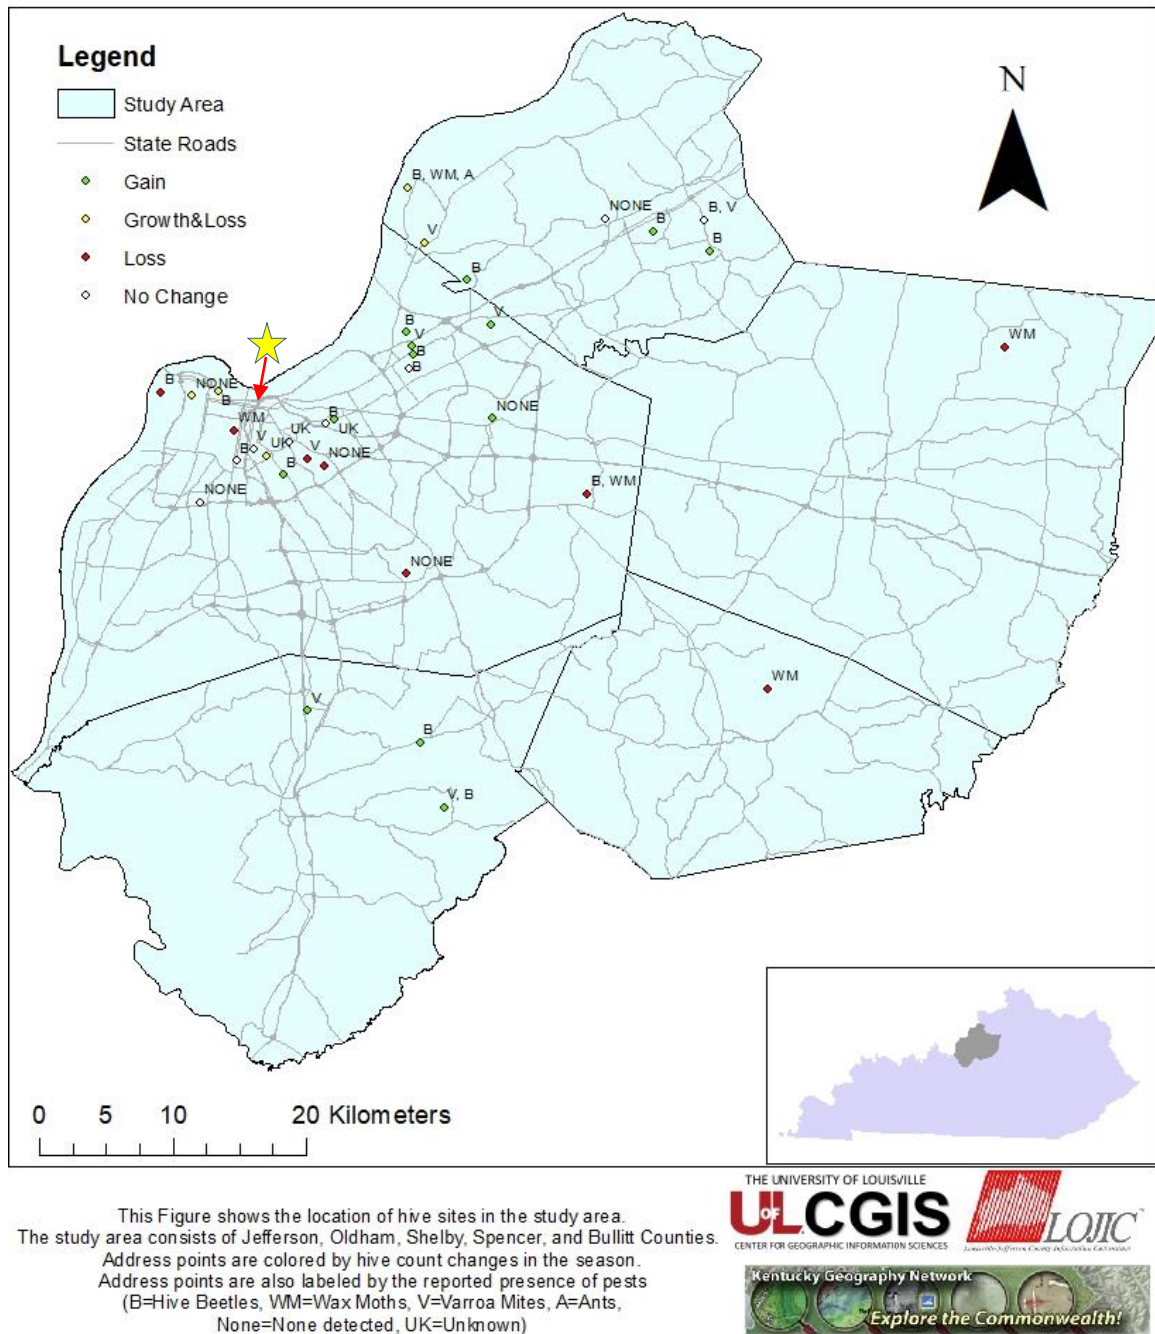 Legend
Study Area
State Roads
Gain
Growth&Loss
Loss
No Change
N
B, WM, A
V
NONE
B
B, V
B
B
V
B
V
B
B
WM
B
NONE
B
WM
B
UK
UK
V
B
UK
V
NONE
B
NONE
NONE
B, WM
NONE
WM
V
B
V, B
0 5 10 20 Kilometers
This Figure shows the location of hive sites in the study area.
The study area consists of Jefferson, Oldham, Shelby, Spencer, and Bullitt Counties.
Address points are colored by hive count changes in the season.
Address points are also labeled by the reported presence of pests
(B=Hive Beetles, WM=Wax Moths, V=Varroa Mites, A=Ants,
None=None detected, UK=Unknown)
THE UNIVERSITY OF LOUISVILLE
UofL CGIS
CENTER FOR GEOGRAPHIC INFORMATION SCIENCES
LOJIC
Kentucky Geography Network
Explore the Commonwealth!